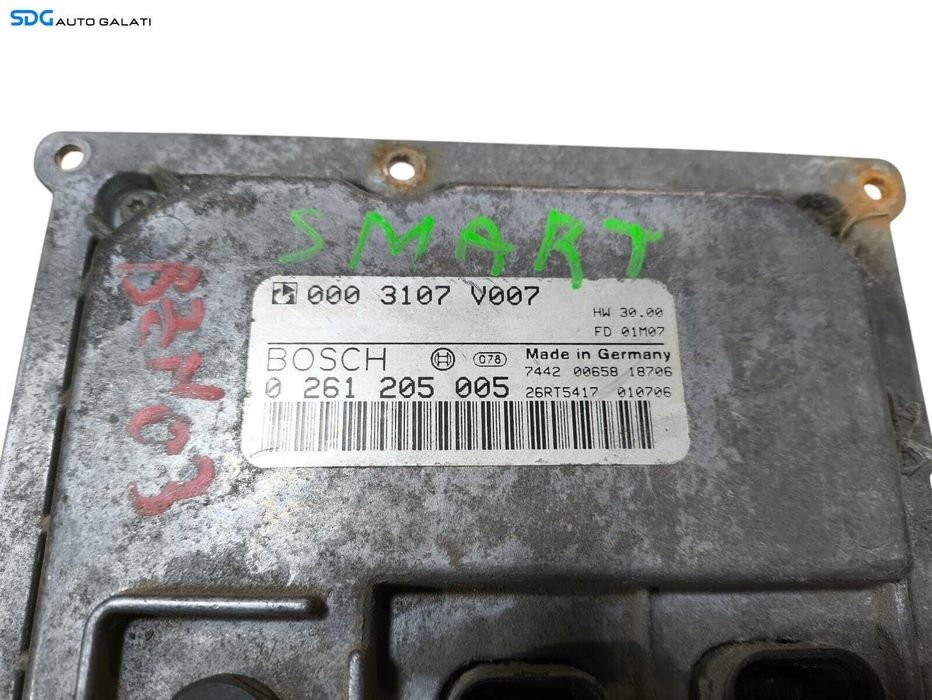 SDG AUTO GALATI
SMART
BZN03
000 3107 V007
HW 30.00
FD 01M07
BOSCH
078
Made in Germany
7442 00658 18706
0 261 205 005
26RT5417 010706